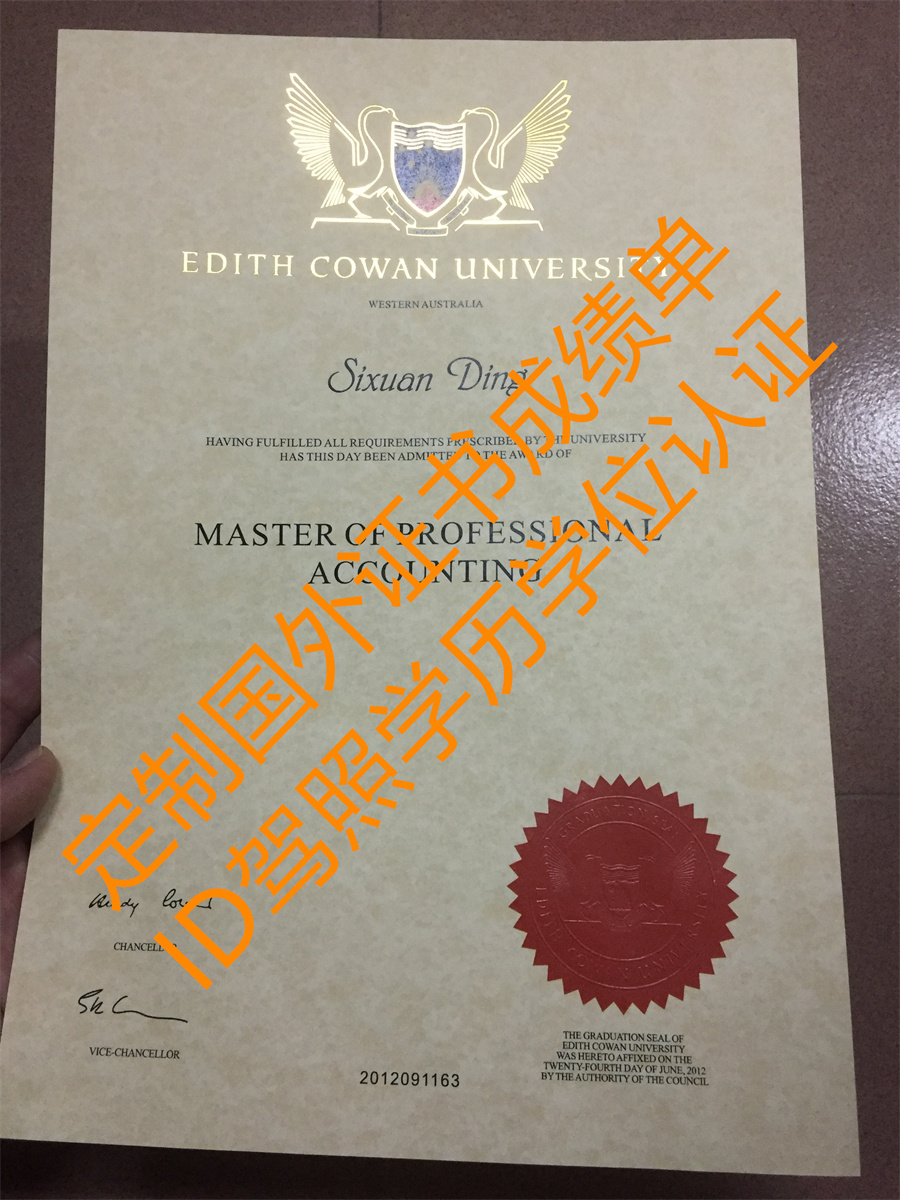 EDITH COWAN UNIVERSITY
WESTERN AUSTRALIA
Sixuan Ding
HAVING FULFILLED ALL REQUIREMENTS PRESCRIBED BY THE UNIVERSITY
HAS THIS DAY BEEN ADMITTED TO THE AWARD OF
MASTER OF PROFESSIONAL
ACCOUNTING
定制国外证书成绩单
ID驾照学历学位认证
CHANCELLOR
VICE-CHANCELLOR
2012091163
THE GRADUATION SEAL OF
EDITH COWAN UNIVERSITY
WAS HERETO AFFIXED ON THE
TWENTY-FOURTH DAY OF JUNE, 2012
BY THE AUTHORITY OF THE COUNCIL